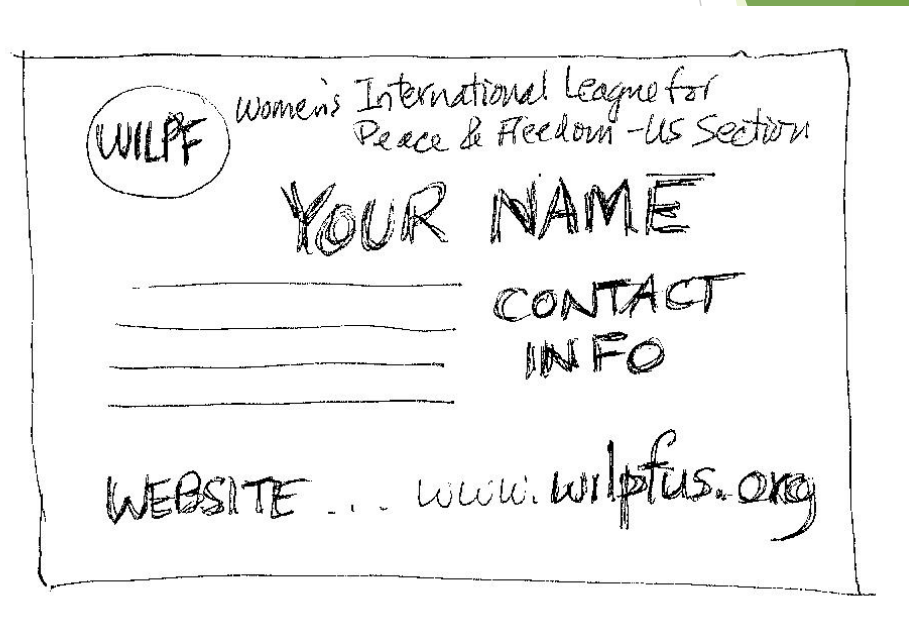 WILPF
Women's International League for
Peace & Freedom - US Section
YOUR NAME
CONTACT
INFO
WEBSITE ... www.wilpfus.org